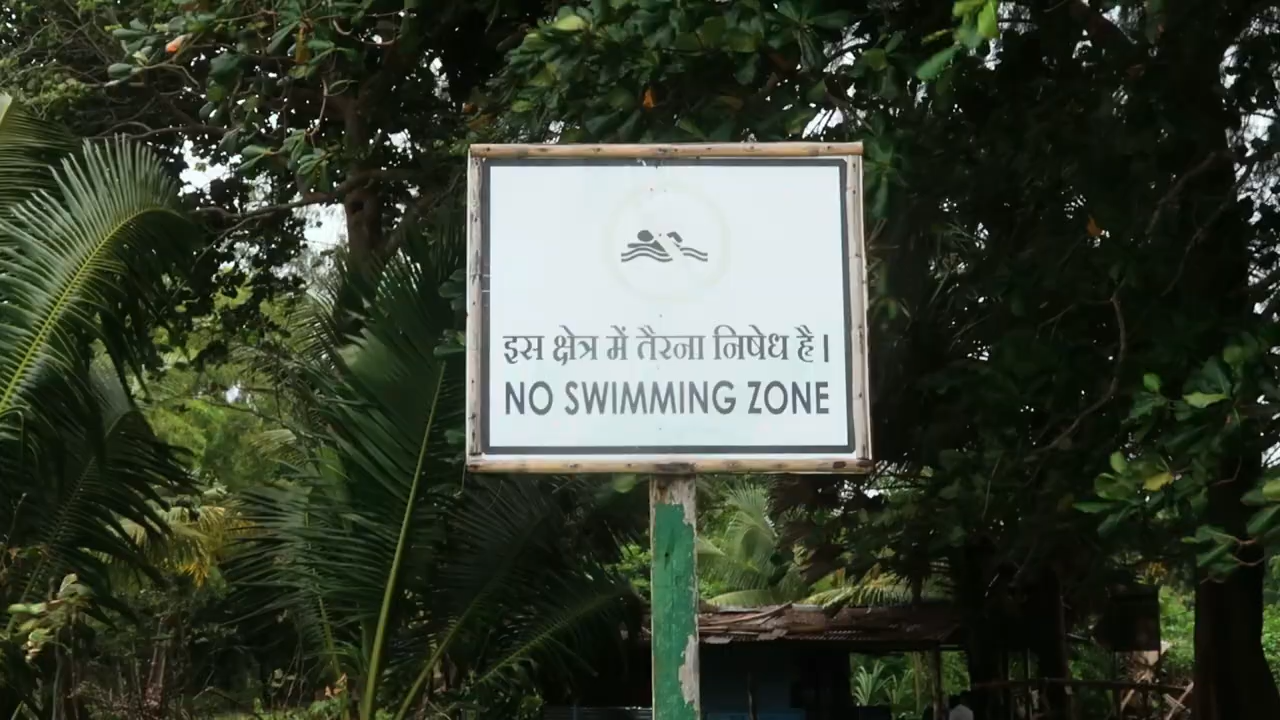 इस क्षेत्र में तैरना निषेध है।
NO SWIMMING ZONE